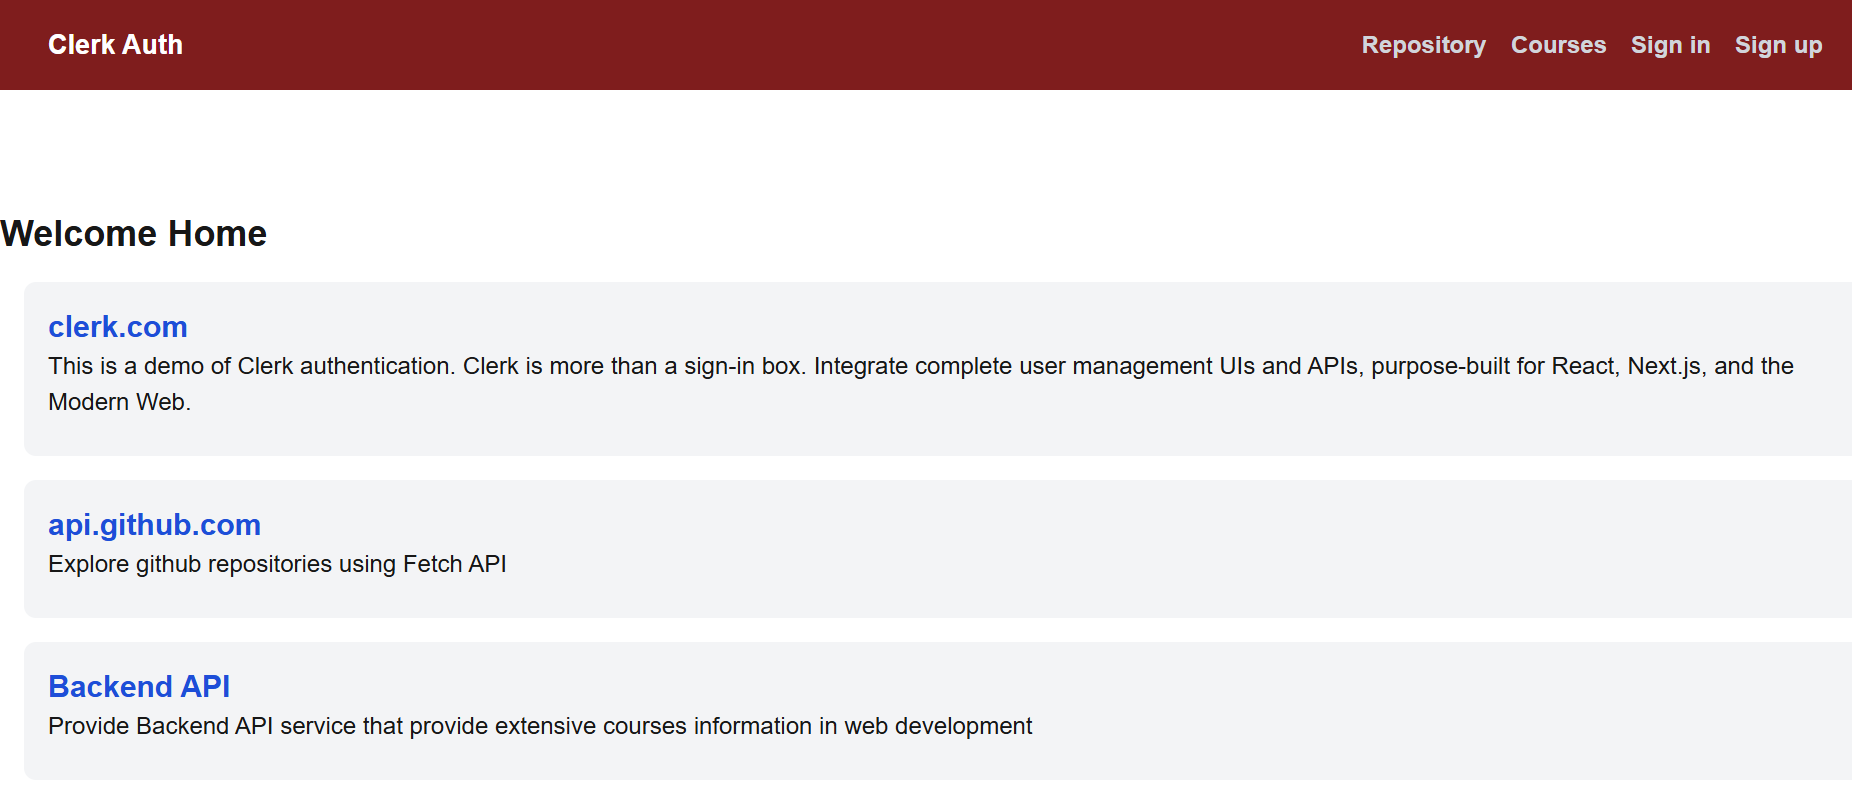 Clerk Auth
Repository Courses Sign in Sign up
Welcome Home
clerk.com
This is a demo of Clerk authentication. Clerk is more than a sign-in box. Integrate complete user management UIs and APIs, purpose-built for React, Next.js, and the
Modern Web.
api.github.com
Explore github repositories using Fetch API
Backend API
Provide Backend API service that provide extensive courses information in web development